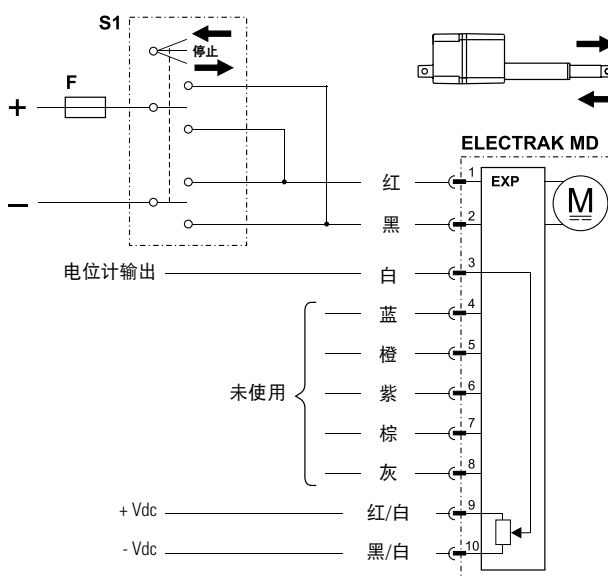 S1
停止
F
+
−
ELECTRAK MD
EXP
M
红 1
黑 2
电位计输出 白 3
蓝 4
橙 5
未使用 紫 6
棕 7
灰 8
+ Vdc 红/白 9
- Vdc 黑/白 10